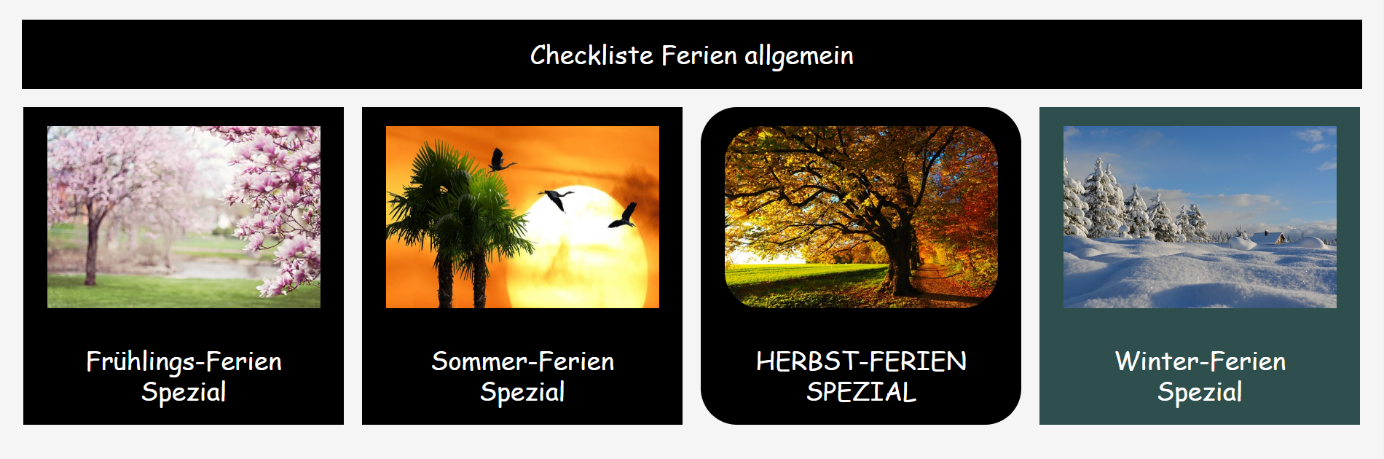 Checkliste Ferien allgemein
Frühlings-Ferien
Spezial
Sommer-Ferien
Spezial
HERBST-FERIEN
SPEZIAL
Winter-Ferien
Spezial